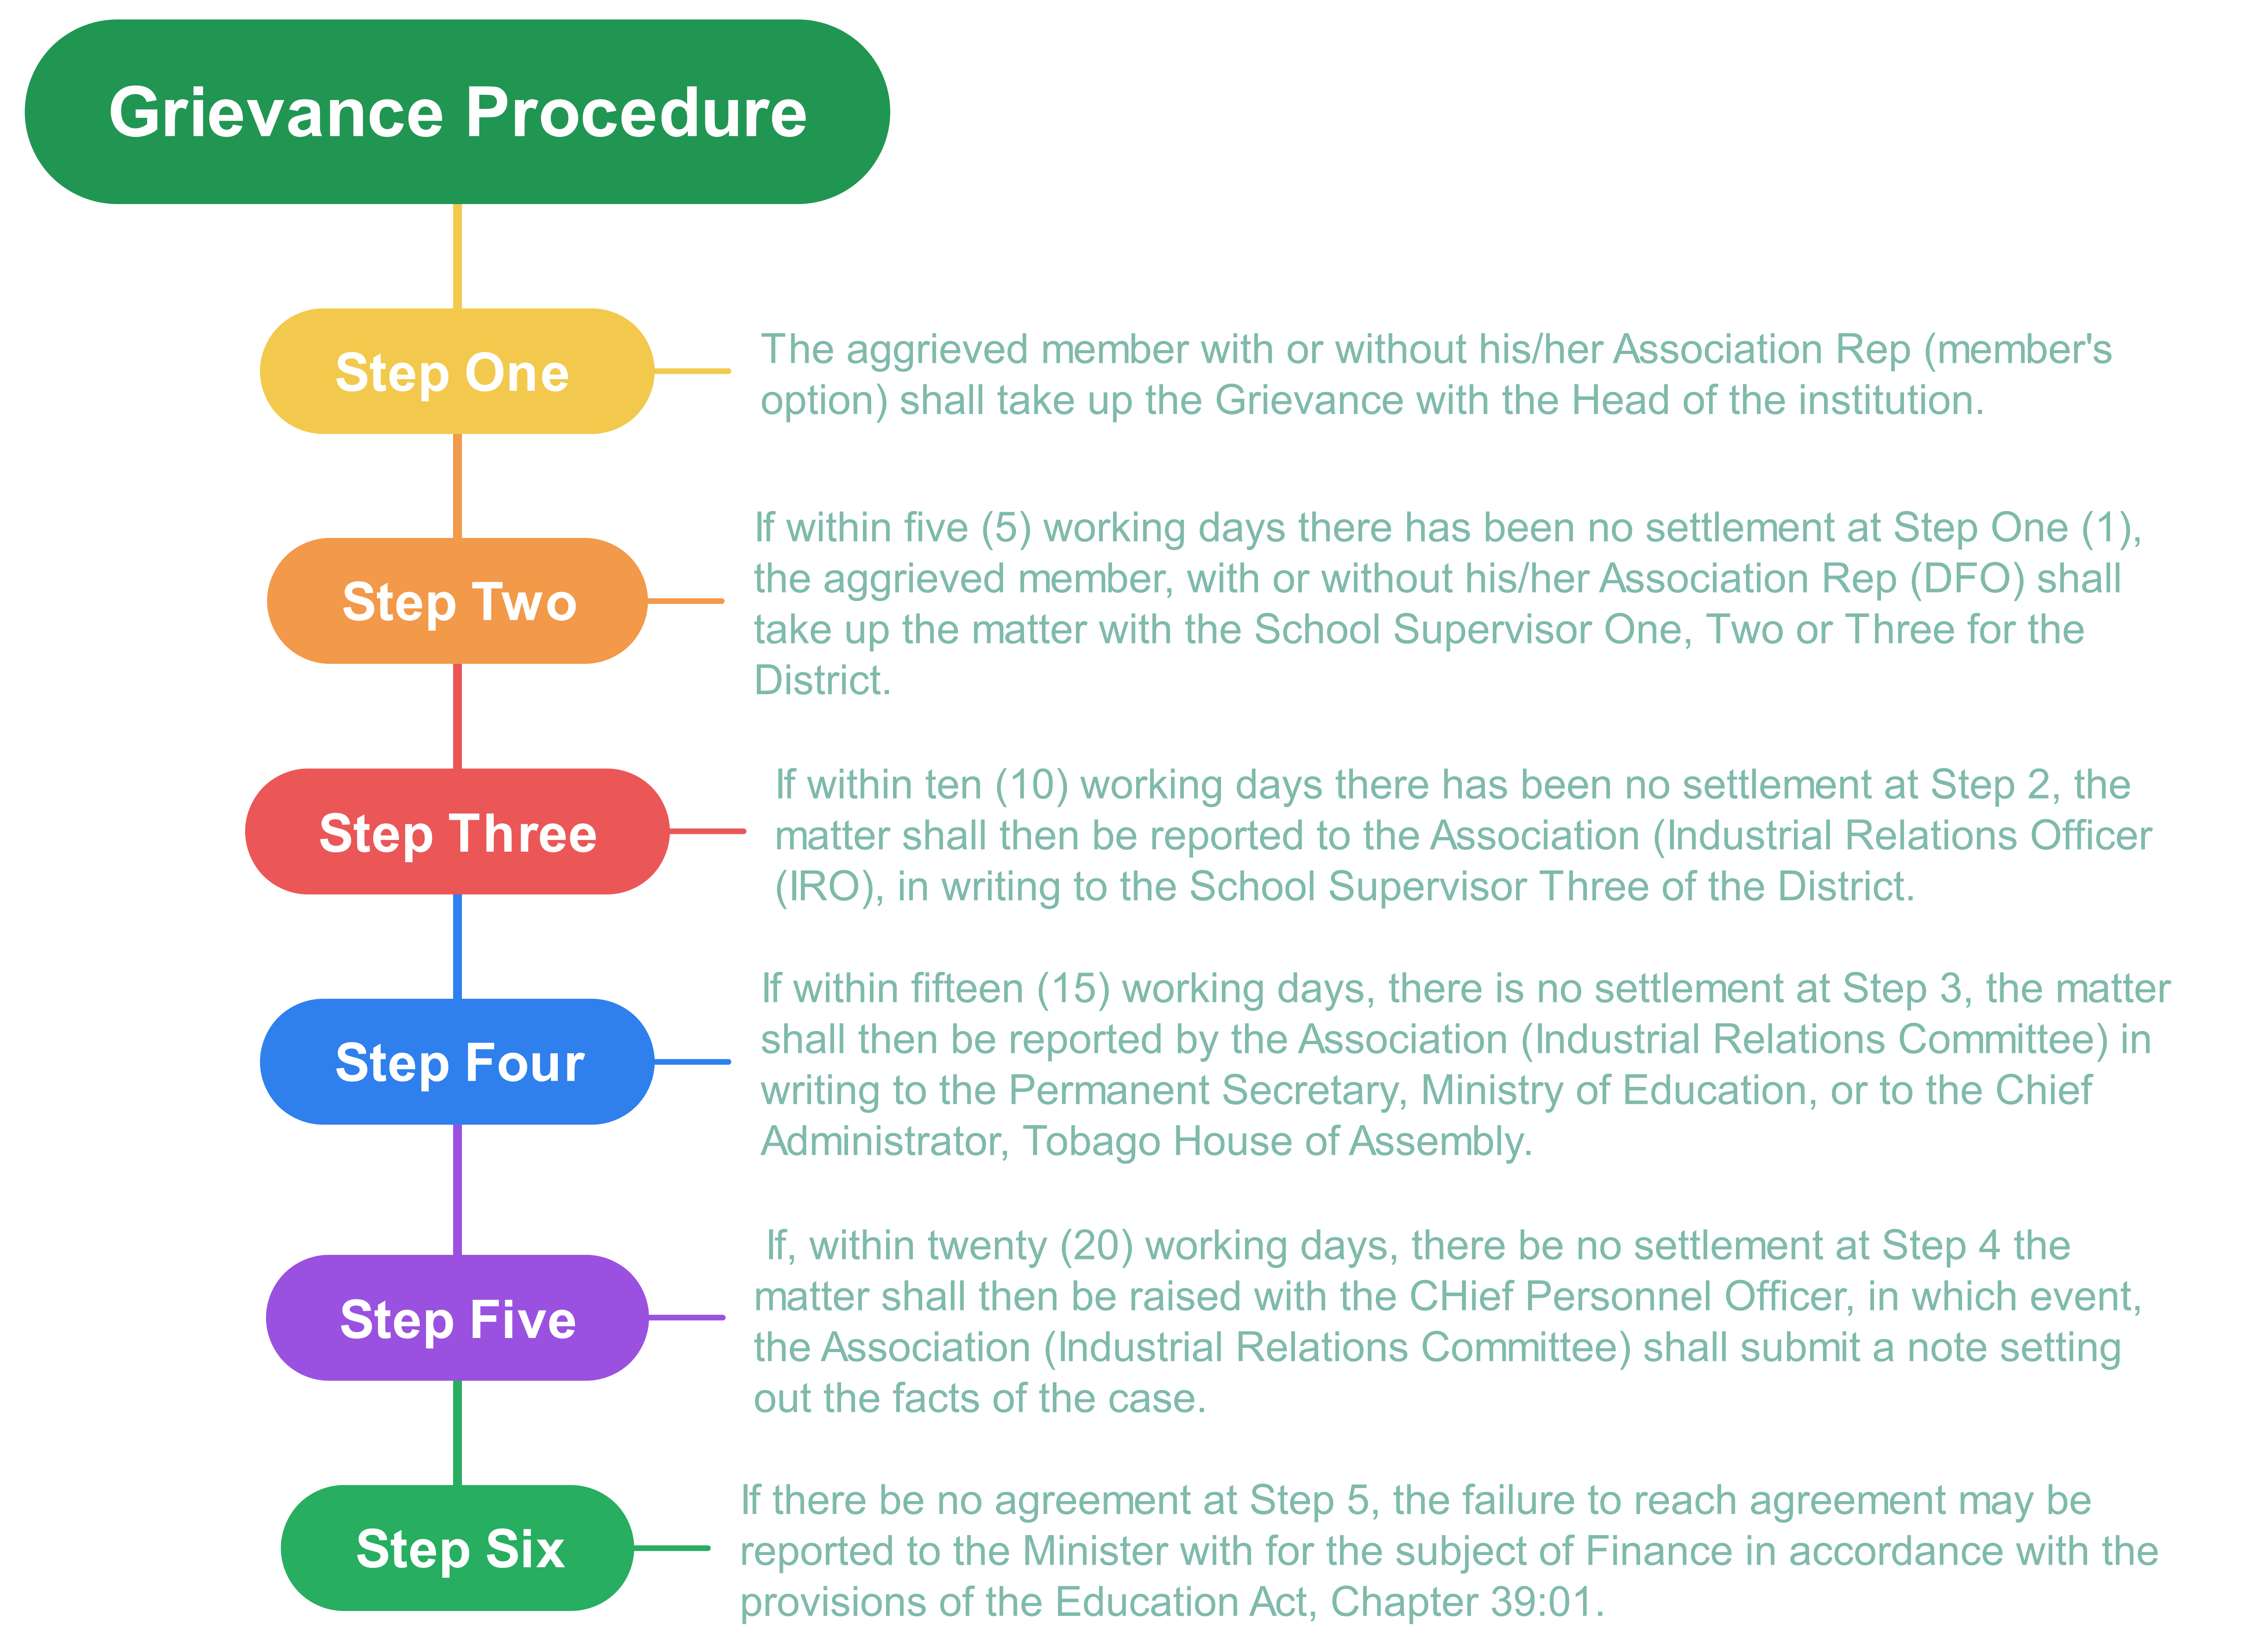 Grievance Procedure
Step One
The aggrieved member with or without his/her Association Rep (member's
option) shall take up the Grievance with the Head of the institution.
Step Two
If within five (5) working days there has been no settlement at Step One (1),
the aggrieved member, with or without his/her Association Rep (DFO) shall
take up the matter with the School Supervisor One, Two or Three for the
District.
Step Three
If within ten (10) working days there has been no settlement at Step 2, the
matter shall then be reported to the Association (Industrial Relations Officer
(IRO), in writing to the School Supervisor Three of the District.
Step Four
If within fifteen (15) working days, there is no settlement at Step 3, the matter
shall then be reported by the Association (Industrial Relations Committee) in
writing to the Permanent Secretary, Ministry of Education, or to the Chief
Administrator, Tobago House of Assembly.
Step Five
If, within twenty (20) working days, there be no settlement at Step 4 the
matter shall then be raised with the CHief Personnel Officer, in which event,
the Association (Industrial Relations Committee) shall submit a note setting
out the facts of the case.
Step Six
If there be no agreement at Step 5, the failure to reach agreement may be
reported to the Minister with for the subject of Finance in accordance with the
provisions of the Education Act, Chapter 39:01.